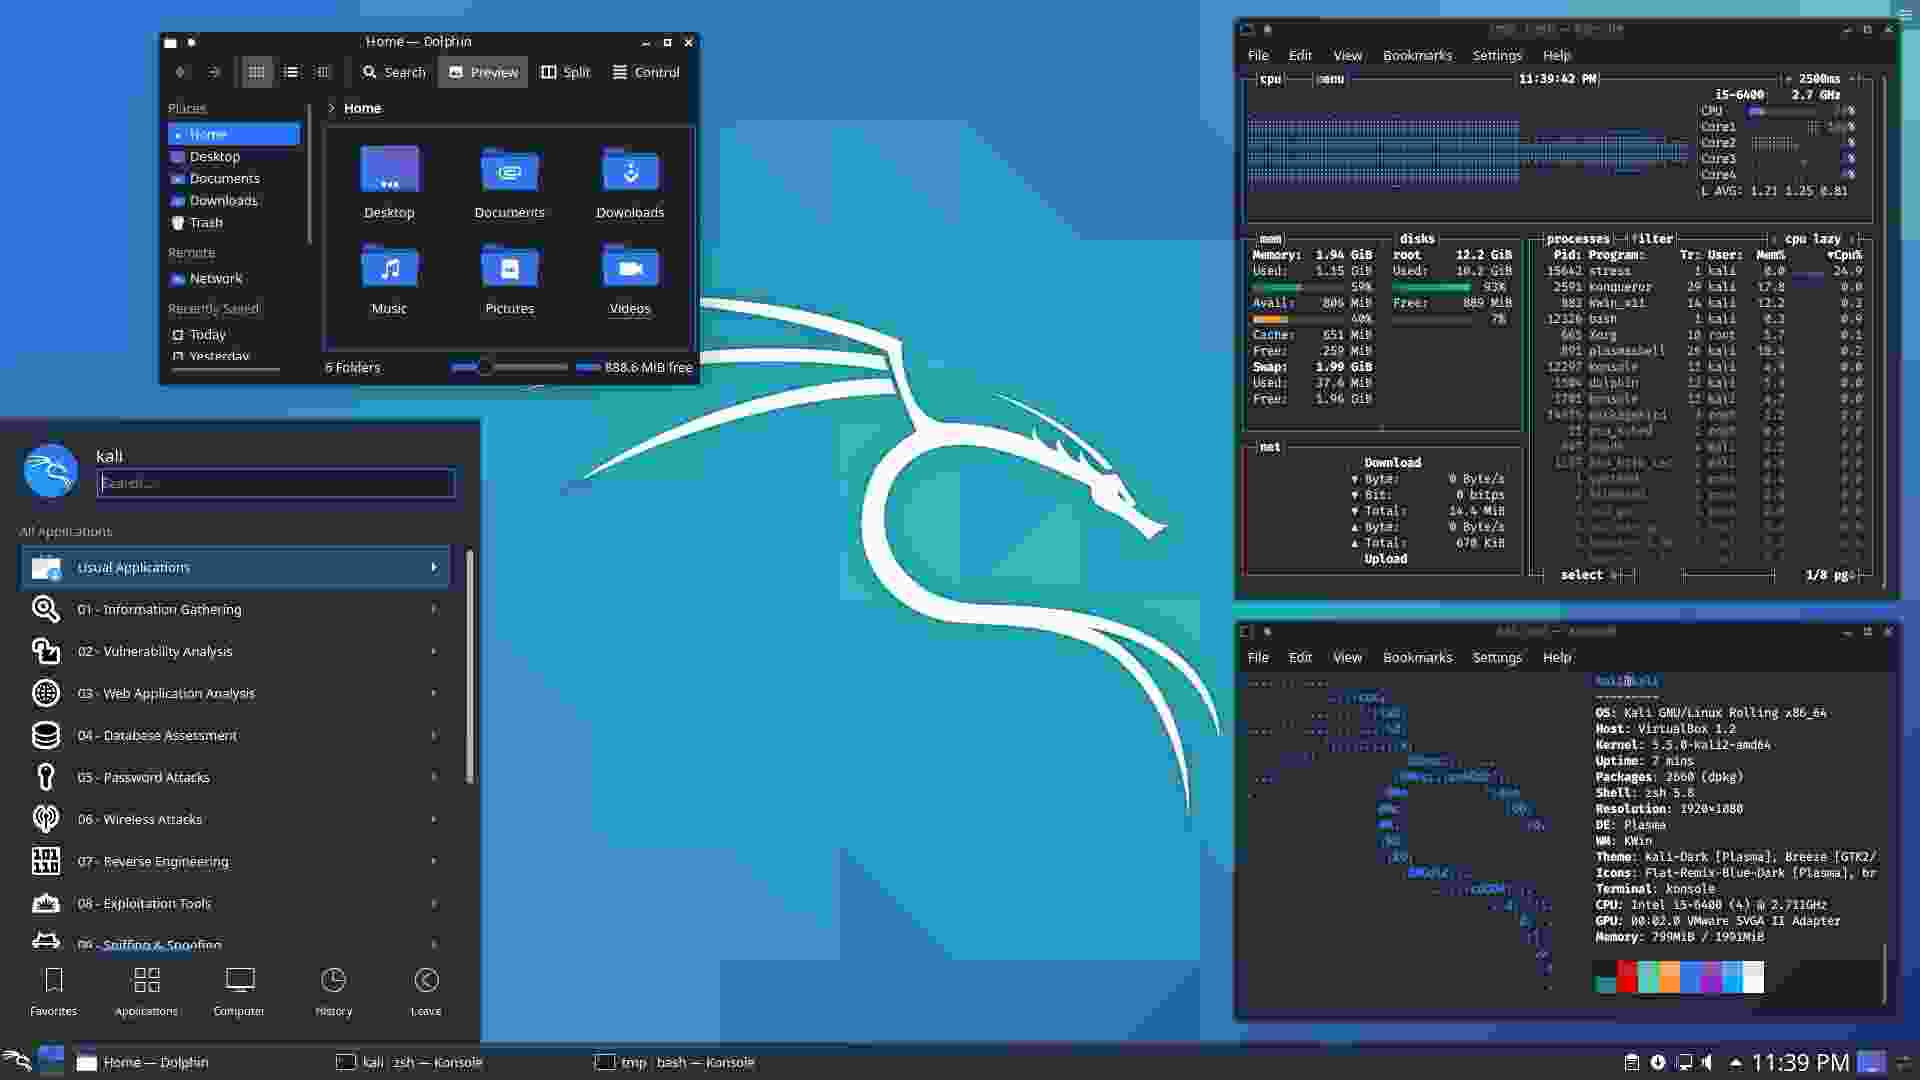 Home — Dolphin
Search
Preview
Split
Control
Places
Home
Desktop
Documents
Downloads
Trash
Remote
Network
Recently Saved
Today
Yesterday
Home
Desktop
Documents
Downloads
Music
Pictures
Videos
6 Folders
888.6 MiB free
kali
Search...
All Applications
Usual Applications
01 - Information Gathering
02 - Vulnerability Analysis
03 - Web Application Analysis
04 - Database Assessment
05 - Password Attacks
06 - Wireless Attacks
07 - Reverse Engineering
08 - Exploitation Tools
09 - Sniffing & Spoofing
Favorites
Applications
Computer
History
Leave
File Edit View Bookmarks Settings Help
cpu menu 11:39:42 PM 2500ms
i5-6400 2.7 GHz
CPU
Core1
Core2
Core3
Core4
L AVG: 1.21 1.25 0.81
mem
Memory: 1.94 GiB
Used: 1.15 GiB
59%
Avail: 806 MiB
40%
Cache: 651 MiB
Free: 259 MiB
Swap: 1.99 GiB
Used: 37.6 MiB
Free: 1.96 GiB
disks
root 12.2 GiB
Used: 10.2 GiB
93%
Free: 889 MiB
7%
net
Download
▼ Byte: 0 Byte/s
▼ Bit: 0 bitps
▼ Total: 14.4 MiB
▲ Byte: 0 Byte/s
▲ Total: 670 KiB
Upload
processes filter cpu lazy
Pid: Program: Tr: User: Mem% ▼Cpu%
15642 stress 1 kali 0.0 24.9
2591 konqueror 29 kali 17.8 0.0
883 kwin_x11 14 kali 12.2 0.3
12326 bash 1 kali 0.3 0.9
Xorg 10 root
891 plasmashell kali 0.2
12297 konsole kali
dolphin
konsole
select 1/8 pg
File Edit View Bookmarks Settings Help
kali@kali
OS: Kali GNU/Linux Rolling x86_64
Host: VirtualBox 1.2
Kernel: 5.5.0-kali2-amd64
Uptime: 7 mins
Packages: 2660 (dpkg)
Shell: zsh 5.8
Resolution: 1920x1080
DE: Plasma
WM: KWin
Theme: Kali-Dark [Plasma], Breeze [GTK2/
Icons: Flat-Remix-Blue-Dark [Plasma], br
Terminal: konsole
CPU: Intel i5-6400 (4) @ 2.711GHz
GPU: 00:02.0 VMware SVGA II Adapter
Memory: 799MiB / 1991MiB
Home — Dolphin
kali zsh — Konsole
tmp bash — Konsole
11:39 PM